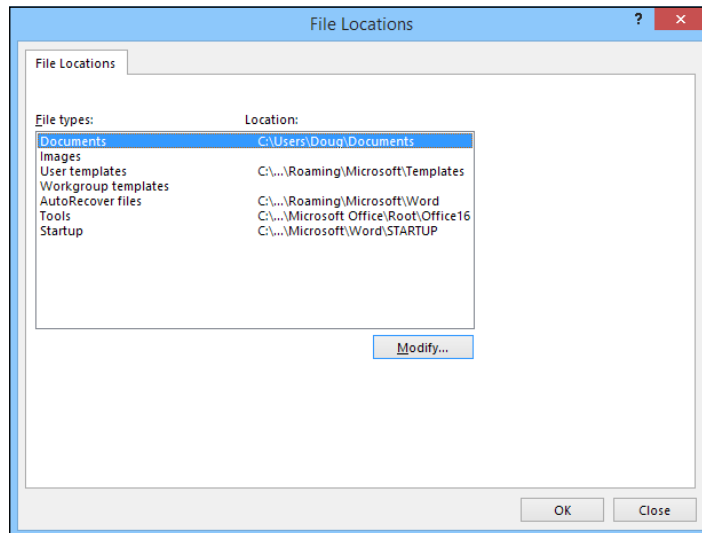 File Locations
?
File Locations
File types: Location:
Documents C:\Users\Doug\Documents
Images
User templates C:\...\Roaming\Microsoft\Templates
Workgroup templates
AutoRecover files C:\...\Roaming\Microsoft\Word
Tools C:\...\Microsoft Office\Root\Office16
Startup C:\...\Microsoft\Word\STARTUP
Modify...
OK Close